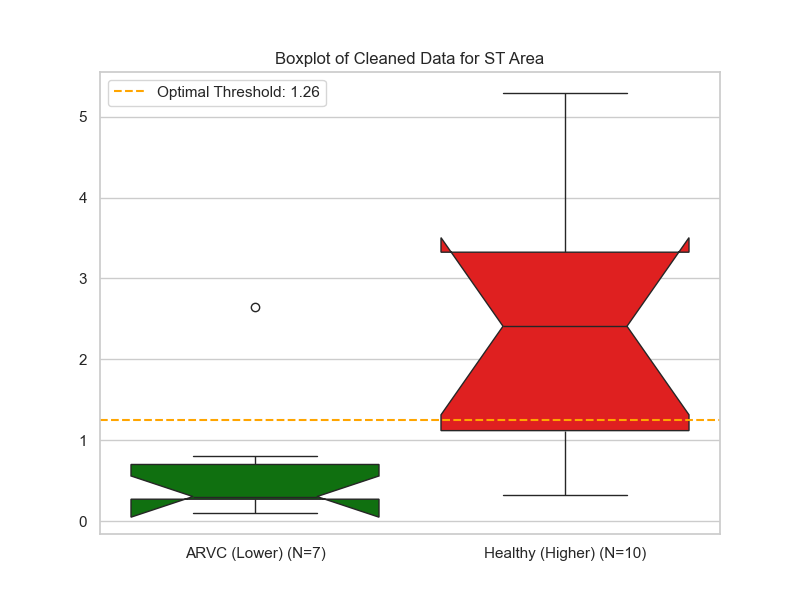 Boxplot of Cleaned Data for ST Area
Optimal Threshold: 1.26
5
4
3
2
1
0
ARVC (Lower) (N=7)
Healthy (Higher) (N=10)